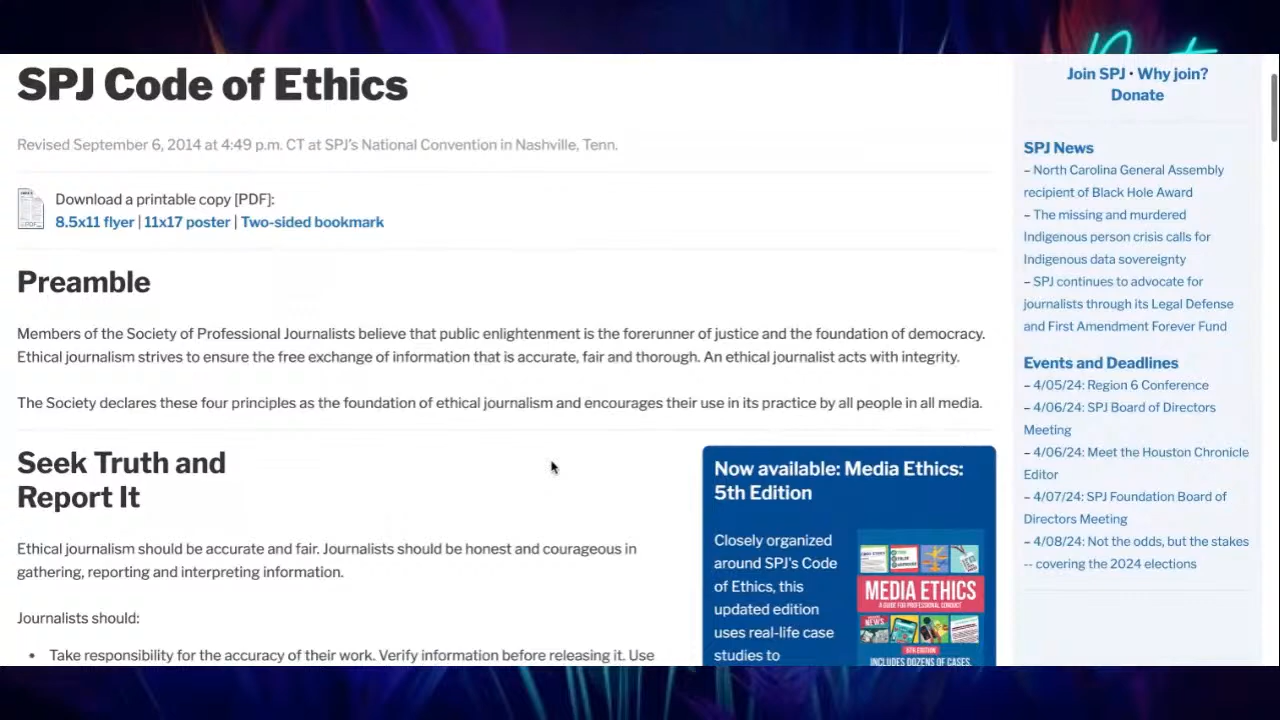 SPJ Code of Ethics
Revised September 6, 2014 at 4:49 p.m. CT at SPJ's National Convention in Nashville, Tenn.
Download a printable copy [PDF]:
8.5x11 flyer | 11x17 poster | Two-sided bookmark
Preamble
Members of the Society of Professional Journalists believe that public enlightenment is the forerunner of justice and the foundation of democracy.
Ethical journalism strives to ensure the free exchange of information that is accurate, fair and thorough. An ethical journalist acts with integrity.
The Society declares these four principles as the foundation of ethical journalism and encourages their use in its practice by all people in all media.
Seek Truth and
Report It
Ethical journalism should be accurate and fair. Journalists should be honest and courageous in
gathering, reporting and interpreting information.
Journalists should:
• Take responsibility for the accuracy of their work. Verify information before releasing it. Use
Now available: Media Ethics:
5th Edition
Closely organized
around SPJ's Code
of Ethics, this
updated edition
uses real-life case
studies to
MEDIA ETHICS
A GUIDE FOR PROFESSIONAL CONDUCT
NEWS
5TH EDITION
INCLUDES DOZENS OF CASES,
Join SPJ · Why join?
Donate
SPJ News
– North Carolina General Assembly
recipient of Black Hole Award
– The missing and murdered
Indigenous person crisis calls for
Indigenous data sovereignty
– SPJ continues to advocate for
journalists through its Legal Defense
and First Amendment Forever Fund
Events and Deadlines
– 4/05/24: Region 6 Conference
– 4/06/24: SPJ Board of Directors
Meeting
– 4/06/24: Meet the Houston Chronicle
Editor
– 4/07/24: SPJ Foundation Board of
Directors Meeting
– 4/08/24: Not the odds, but the stakes
-- covering the 2024 elections